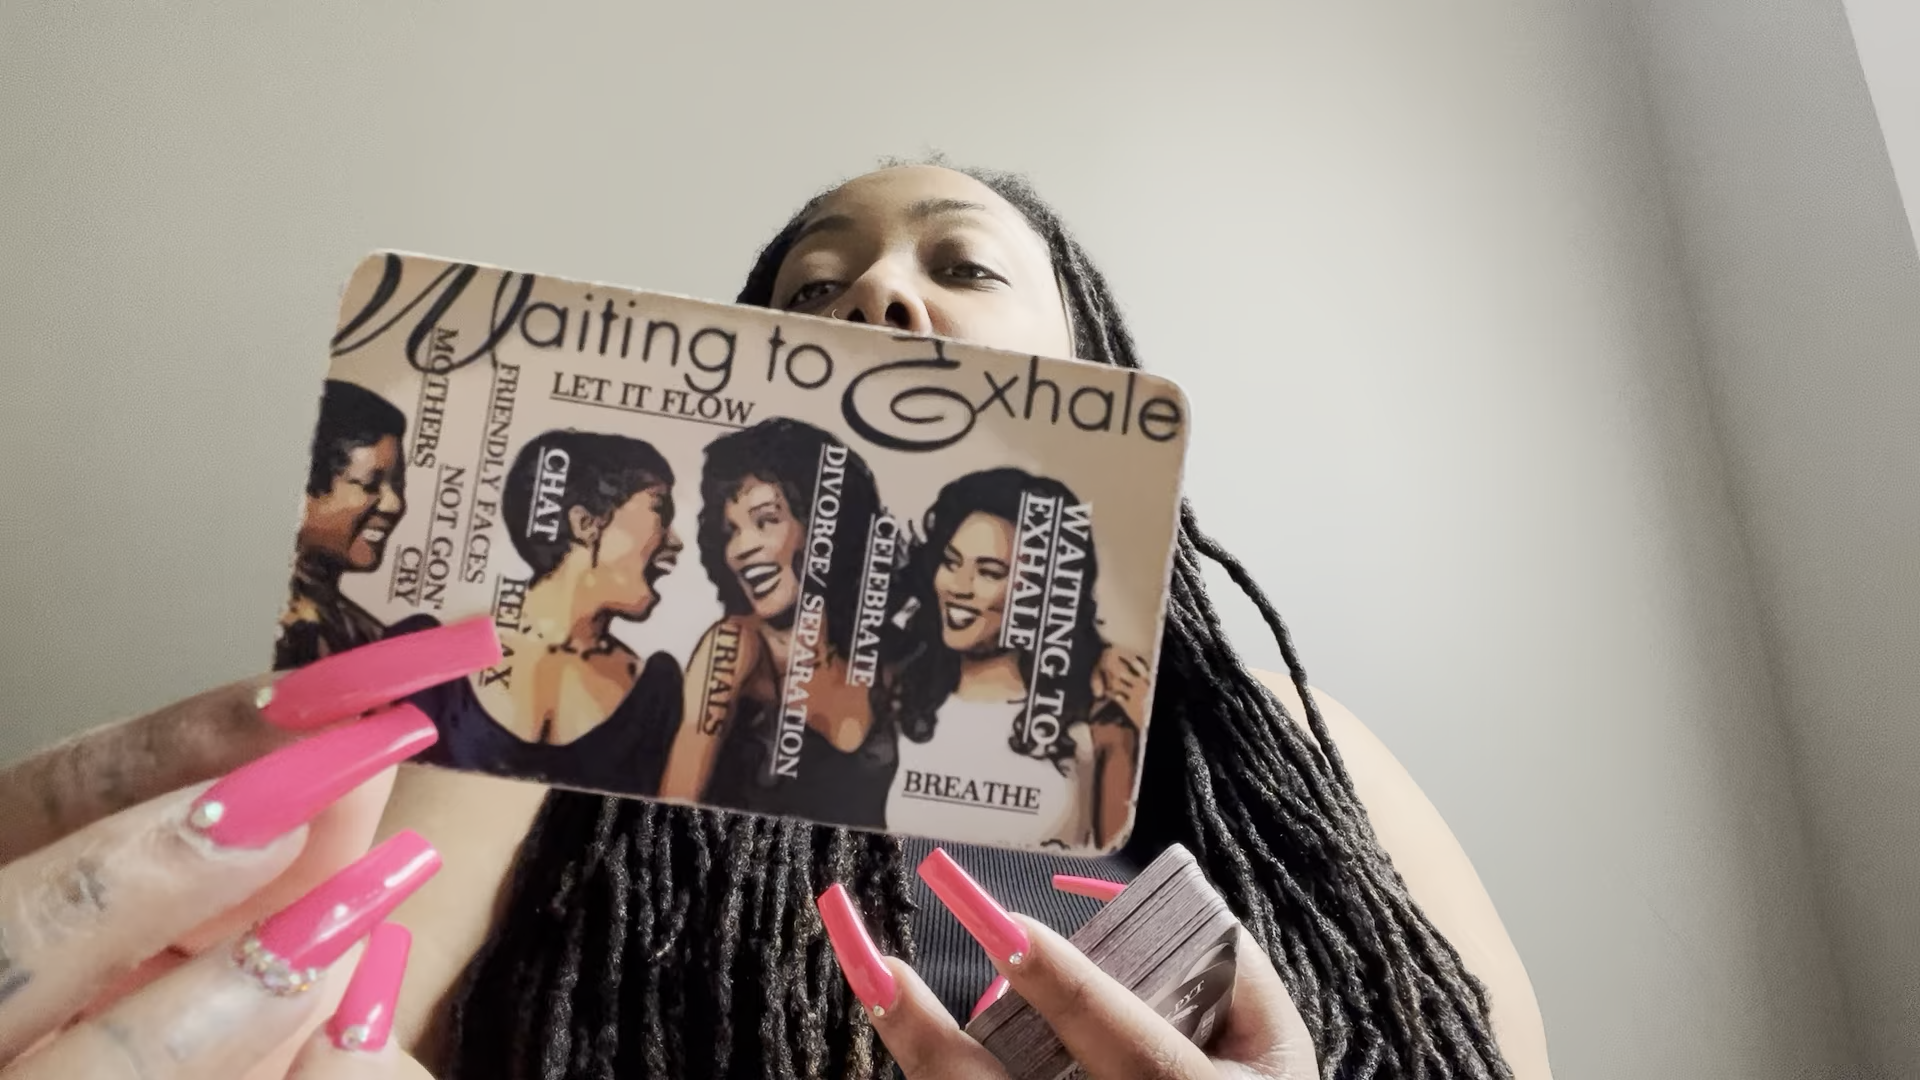 Waiting to Exhale
LET IT FLOW
MOTHERS
FRIENDLY FACES
NOT GON'
CRY
CHAT
RELAX
TRIALS
DIVORCE/ SEPARATION
CELEBRATE
WAITING TO
EXHALE
BREATHE